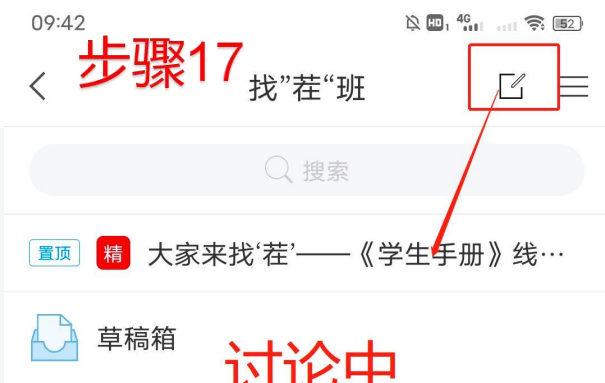 09:42 HD 1 4G 52
步骤17
找”茬“班
搜索
置顶 精 大家来找‘茬’——《学生手册》线…
草稿箱
讨论中